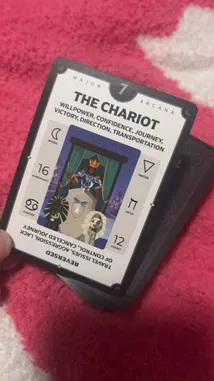 MAJOR 7 ARCANA
THE CHARIOT
WILLPOWER, CONFIDENCE, JOURNEY,
VICTORY, DIRECTION, TRANSPORTATION
16
12
REVERSED
TRAVEL ISSUES, AGGRESSION, LACK
OF CONTROL, CANCELED JOURNEY